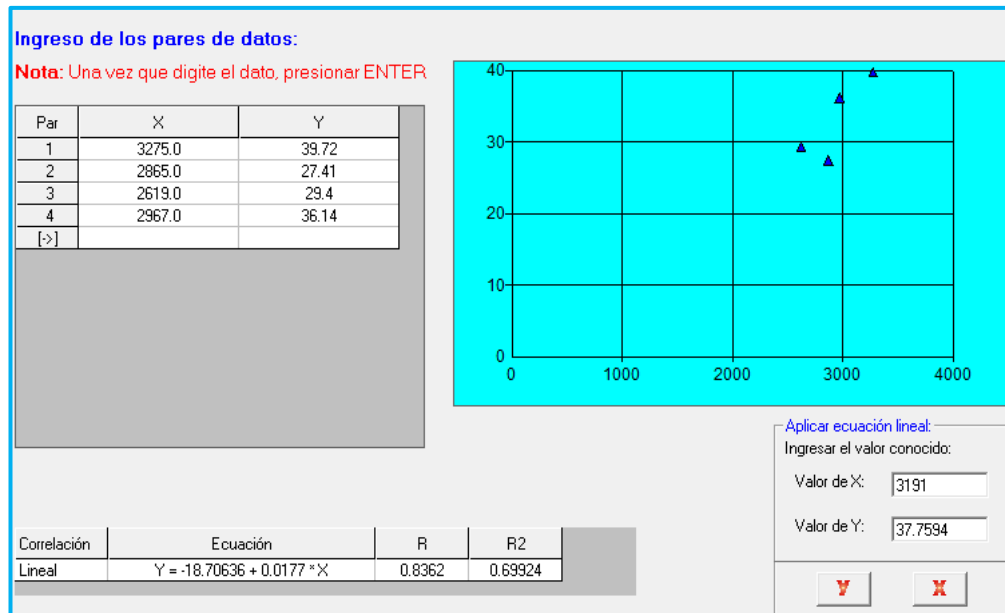 Ingreso de los pares de datos:
Nota: Una vez que digite el dato, presionar ENTER
Par X Y
1 3275.0 39.72
2 2865.0 27.41
3 2619.0 29.4
4 2967.0 36.14
[->]
40
30
20
10
0
0 1000 2000 3000 4000
Aplicar ecuación lineal:
Ingresar el valor conocido:
Valor de X: 3191
Valor de Y: 37.7594
Y X
Correlación Ecuación R R2
Lineal Y = -18.70636 + 0.0177 * X 0.8362 0.69924